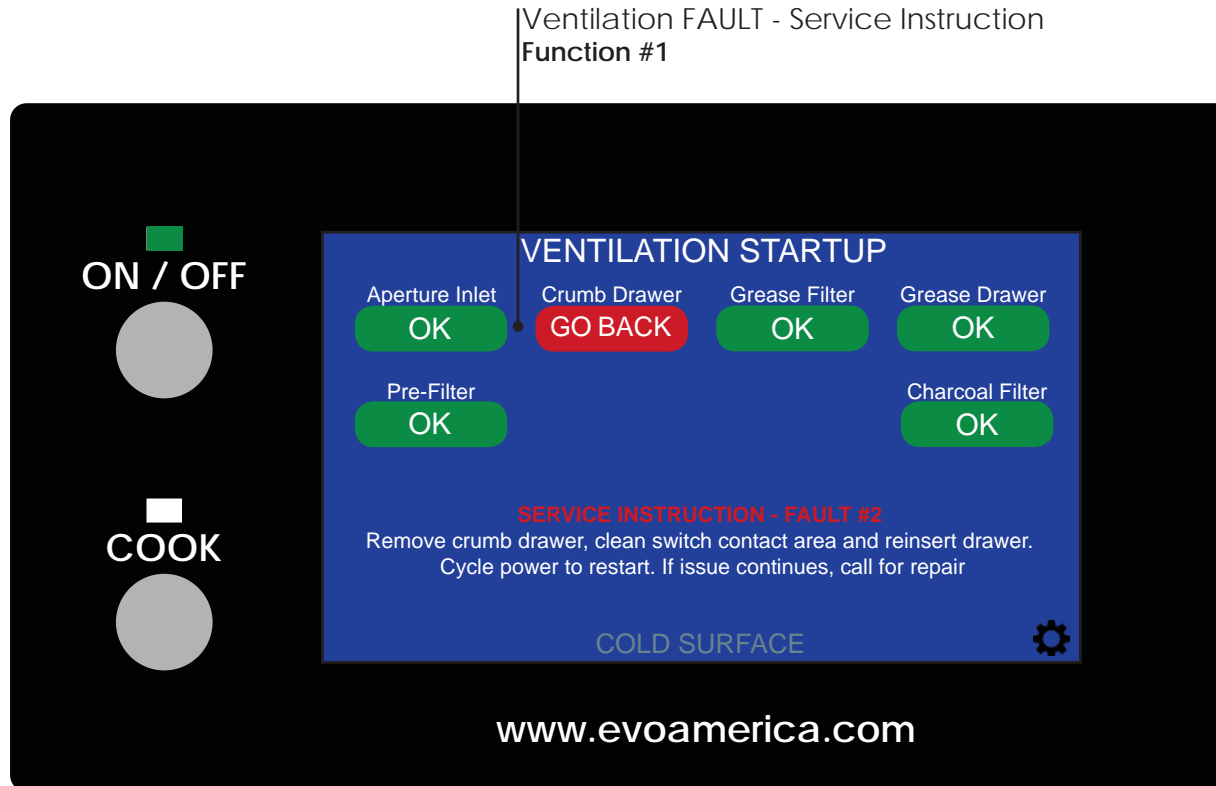 Ventilation FAULT - Service Instruction
Function #1
ON / OFF
VENTILATION STARTUP
Aperture Inlet Crumb Drawer Grease Filter Grease Drawer
OK GO BACK OK OK
Pre-Filter Charcoal Filter
OK OK
COOK
SERVICE INSTRUCTION - FAULT #2
Remove crumb drawer, clean switch contact area and reinsert drawer.
Cycle power to restart. If issue continues, call for repair
COLD SURFACE
www.evoamerica.com